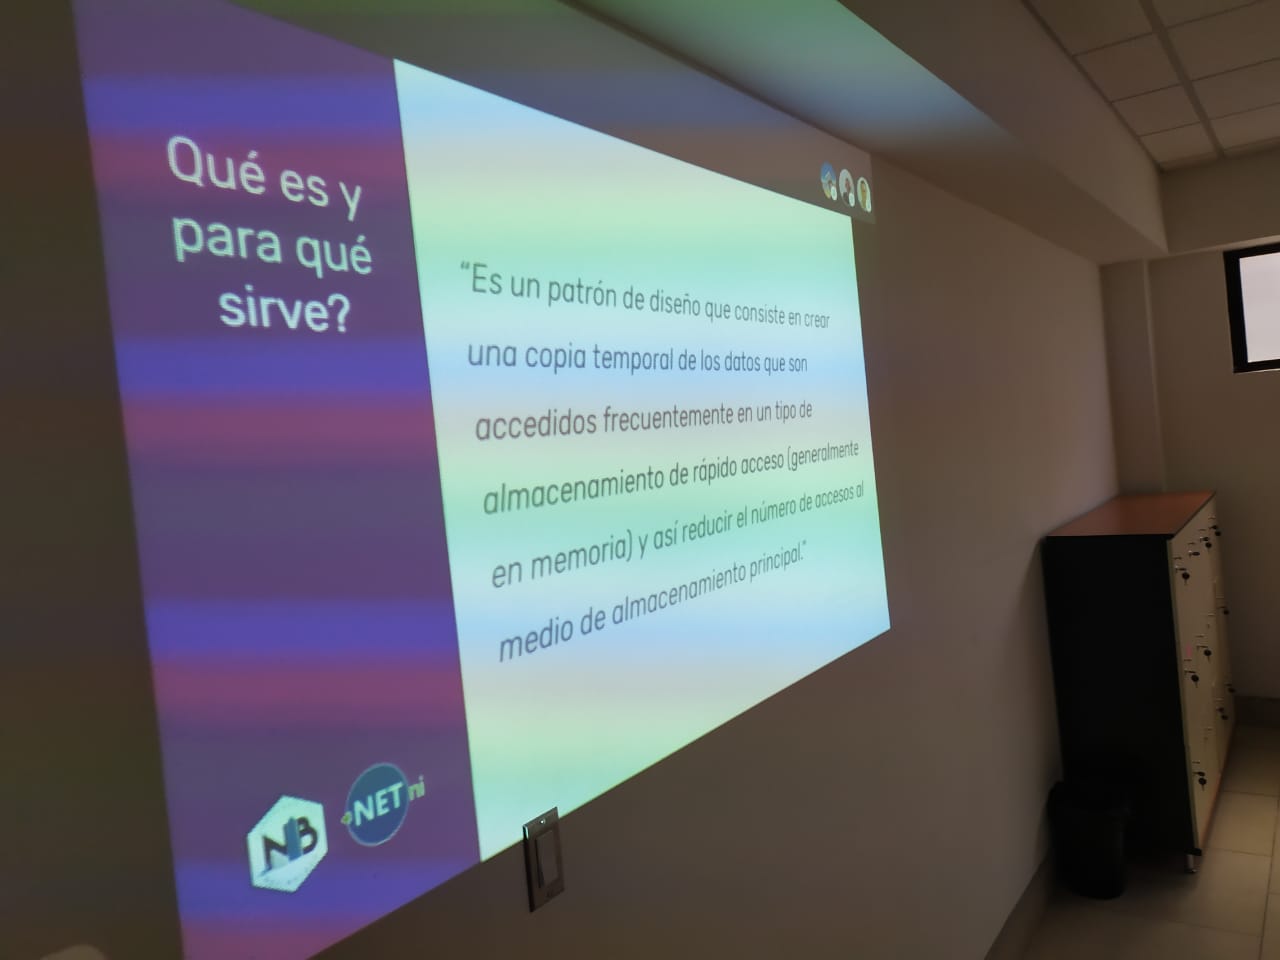 Qué es y
para qué
sirve?
“Es un patrón de diseño que consiste en crear
una copia temporal de los datos que son
accedidos frecuentemente en un tipo de
almacenamiento de rápido acceso (generalmente
en memoria) y así reducir el número de accesos al
medio de almacenamiento principal.”
NB
.NETni